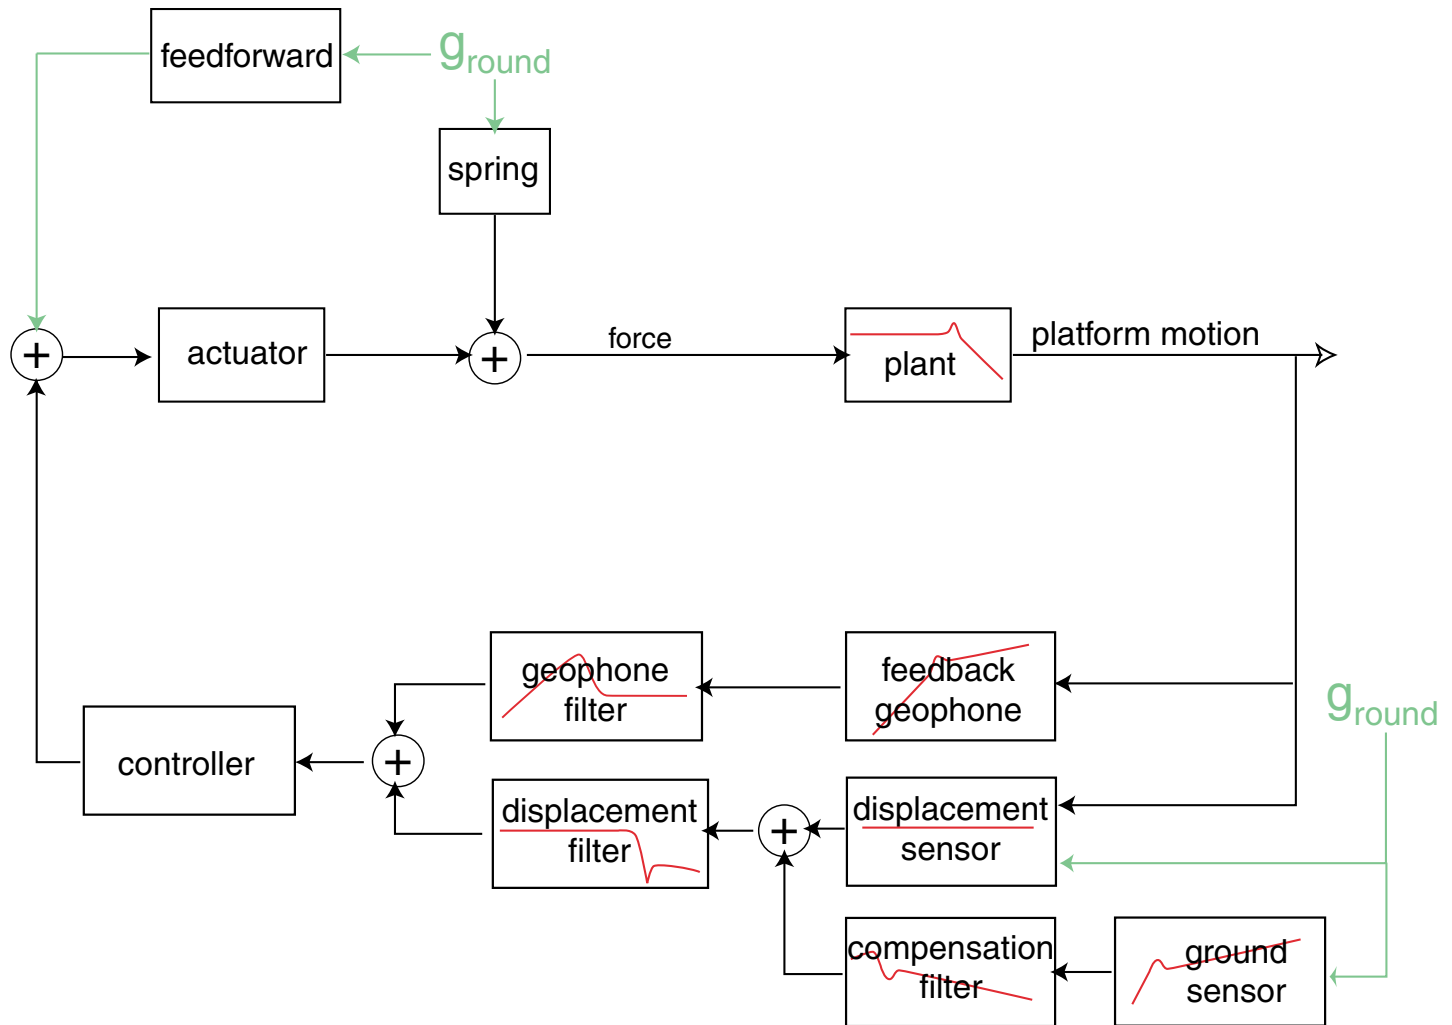 feedforward
ground
spring
+
actuator
+
force
plant
platform motion
geophone
filter
feedback
geophone
ground
controller
+
displacement
filter
+
displacement
sensor
compensation
filter
ground
sensor